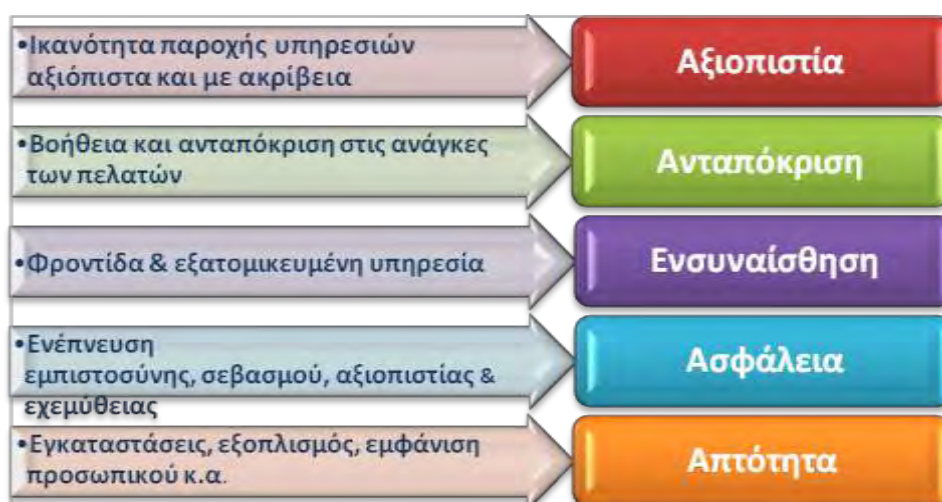 •Ικανότητα παροχής υπηρεσιών
αξιόπιστα και με ακρίβεια
Αξιοπιστία
•Βοήθεια και ανταπόκριση στις ανάγκες
των πελατών
Ανταπόκριση
•Φροντίδα & εξατομικευμένη υπηρεσία
Ενσυναίσθηση
•Ενέπνευση
εμπιστοσύνης, σεβασμού, αξιοπιστίας &
εχεμύθειας
Ασφάλεια
•Εγκαταστάσεις, εξοπλισμός, εμφάνιση
προσωπικού κ.α.
Απτότητα